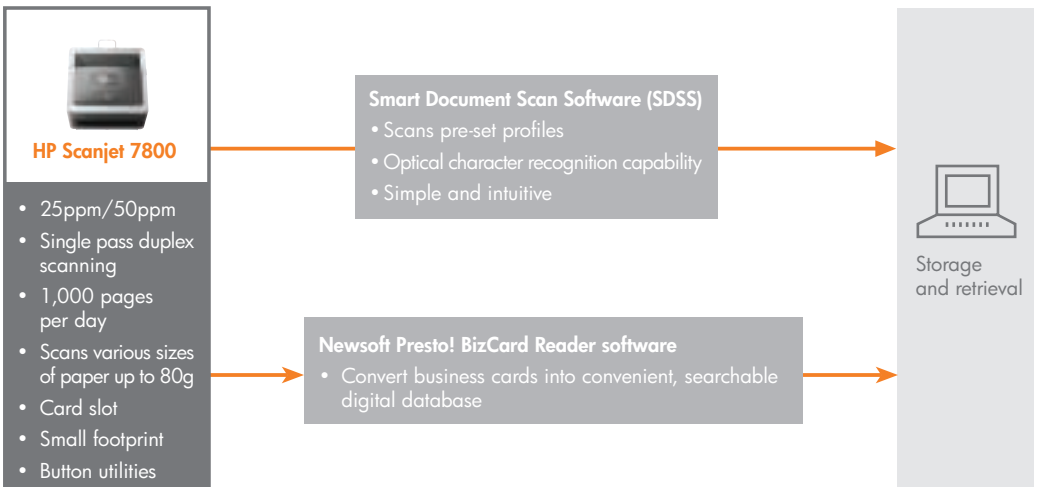 HP Scanjet 7800
• 25ppm/50ppm
• Single pass duplex
scanning
• 1,000 pages
per day
• Scans various sizes
of paper up to 80g
• Card slot
• Small footprint
• Button utilities
Smart Document Scan Software (SDSS)
• Scans pre-set profiles
• Optical character recognition capability
• Simple and intuitive
Newsoft Presto! BizCard Reader software
• Convert business cards into convenient, searchable
digital database
Storage
and retrieval